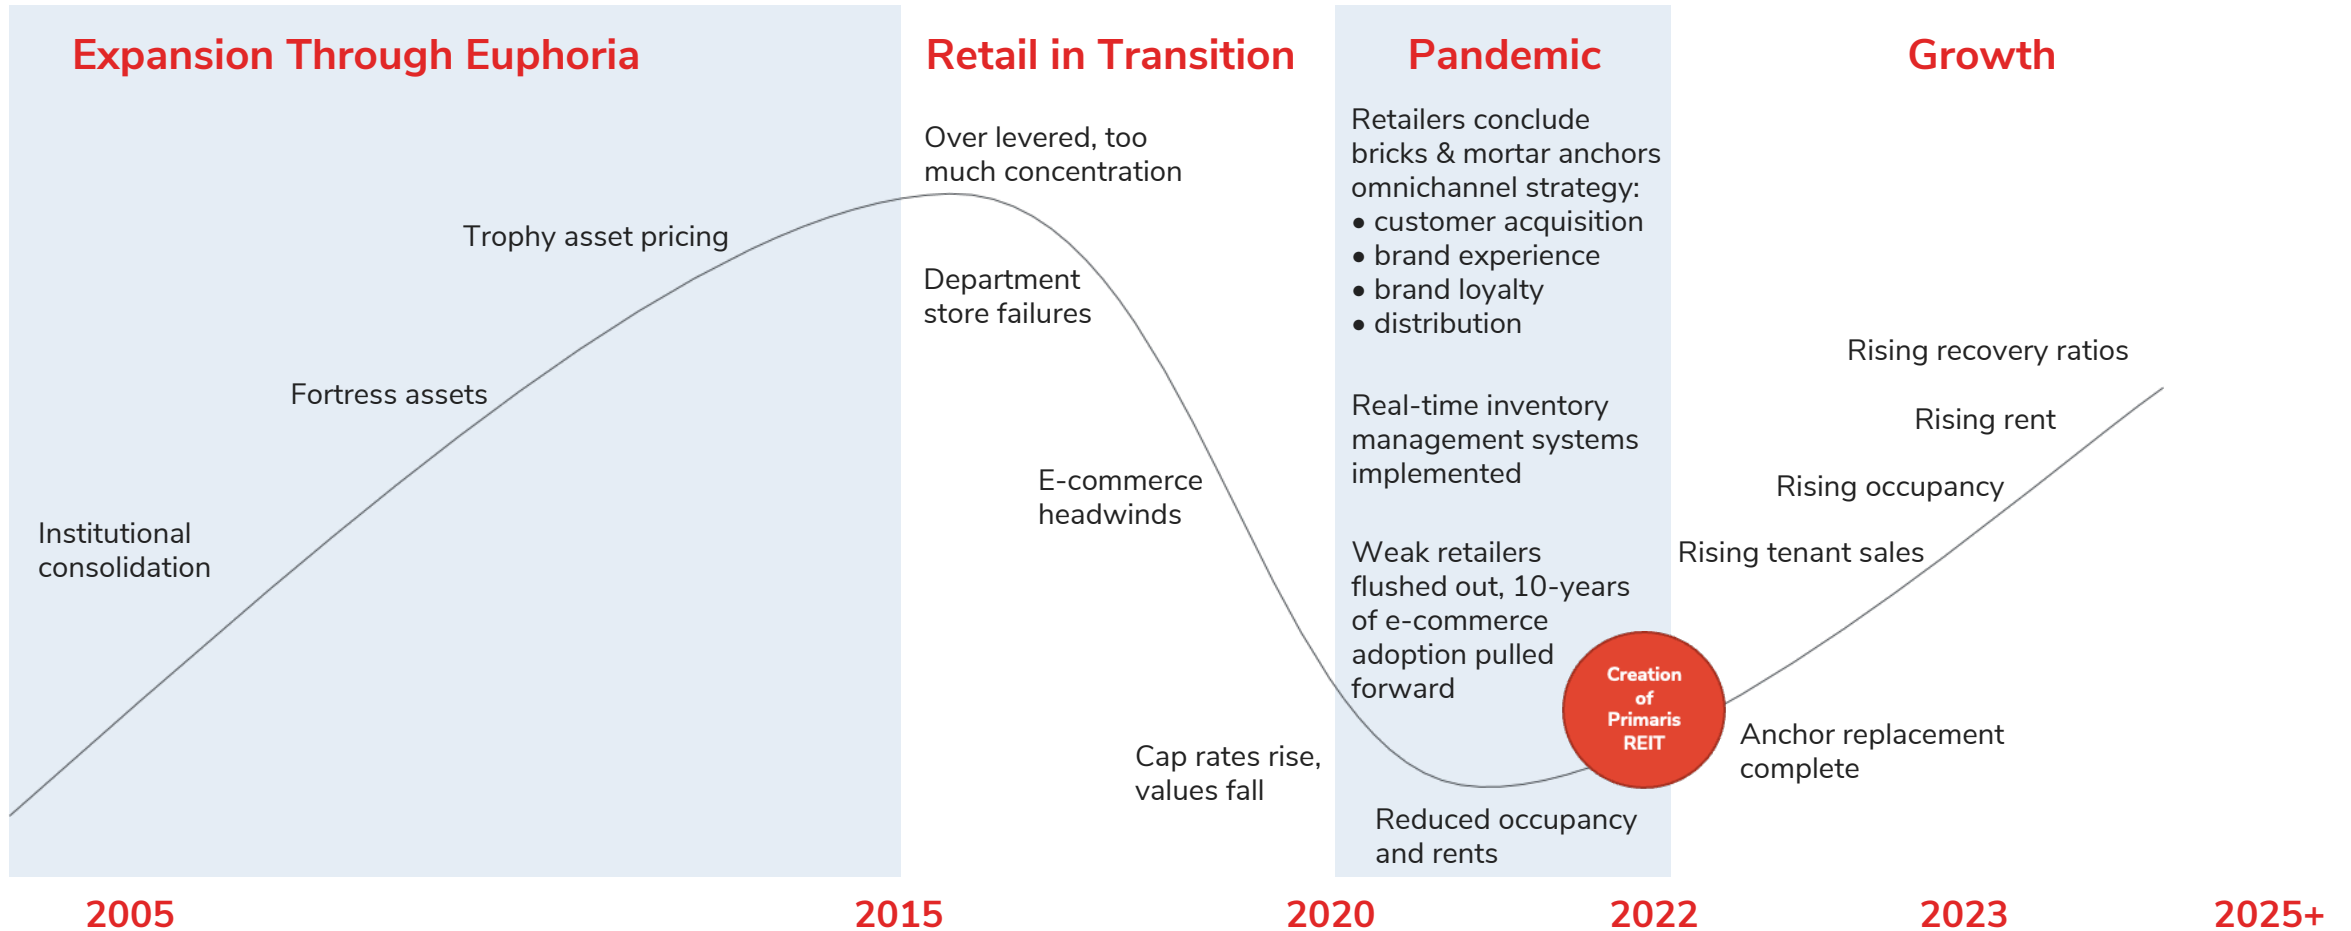 Expansion Through Euphoria
Institutional
consolidation
Fortress assets
Trophy asset pricing
Retail in Transition
Over levered, too
much concentration
Department
store failures
E-commerce
headwinds
Cap rates rise,
values fall
Pandemic
Retailers conclude
bricks & mortar anchors
omnichannel strategy:
• customer acquisition
• brand experience
• brand loyalty
• distribution
Real-time inventory
management systems
implemented
Weak retailers
flushed out, 10-years
of e-commerce
adoption pulled
forward
Reduced occupancy
and rents
Creation
of
Primaris
REIT
Growth
Rising recovery ratios
Rising rent
Rising occupancy
Rising tenant sales
Anchor replacement
complete
2005
2015
2020
2022
2023
2025+